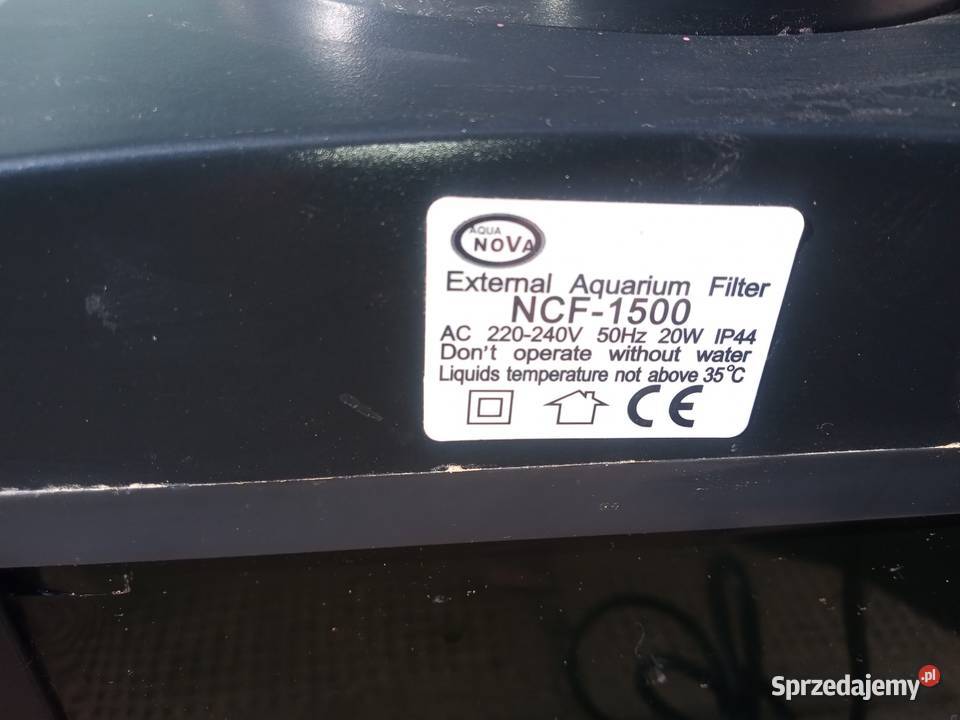 AQUA
NOVA
External Aquarium Filter
NCF-1500
AC 220-240V 50Hz 20W IP44
Don't operate without water
Liquids temperature not above 35°C
CE
Sprzedajemy.pl